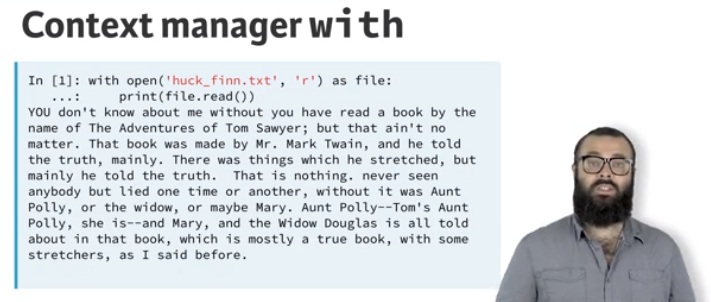 Context manager with
In [1]: with open('huck_finn.txt', 'r') as file:
   ...:     print(file.read())
YOU don't know about me without you have read a book by the
name of The Adventures of Tom Sawyer; but that ain't no
matter. That book was made by Mr. Mark Twain, and he told
the truth, mainly. There was things which he stretched, but
mainly he told the truth.  That is nothing. never seen
anybody but lied one time or another, without it was Aunt
Polly, or the widow, or maybe Mary. Aunt Polly--Tom's Aunt
Polly, she is--and Mary, and the Widow Douglas is all told
about in that book, which is mostly a true book, with some
stretchers, as I said before.